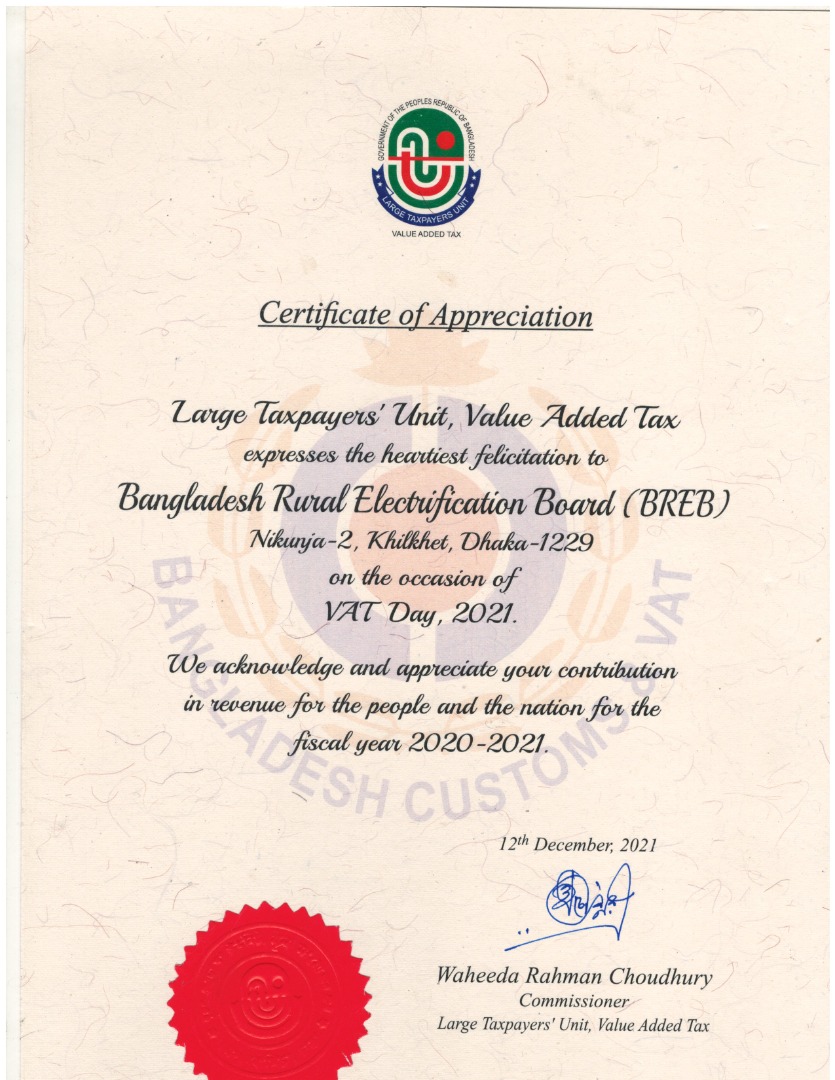 GOVERNMENT OF THE PEOPLES REPUBLIC OF BANGLADESH
LARGE TAXPAYERS UNIT
VALUE ADDED TAX
Certificate of Appreciation
Large Taxpayers' Unit, Value Added Tax
expresses the heartiest felicitation to
Bangladesh Rural Electrification Board (BREB)
Nikunja-2, Khilkhet, Dhaka-1229
on the occasion of
VAT Day, 2021.
We acknowledge and appreciate your contribution
in revenue for the people and the nation for the
fiscal year 2020-2021.
BANGLADESH CUSTOMS & VAT
12th December, 2021
Waheeda Rahman Choudhury
Commissioner
Large Taxpayers' Unit, Value Added Tax